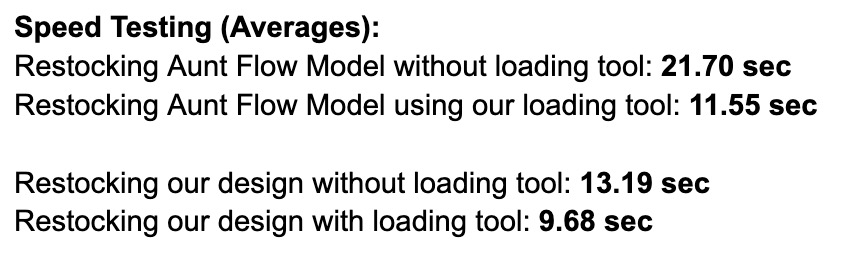 Speed Testing (Averages):
Restocking Aunt Flow Model without loading tool: 21.70 sec
Restocking Aunt Flow Model using our loading tool: 11.55 sec
Restocking our design without loading tool: 13.19 sec
Restocking our design with loading tool: 9.68 sec